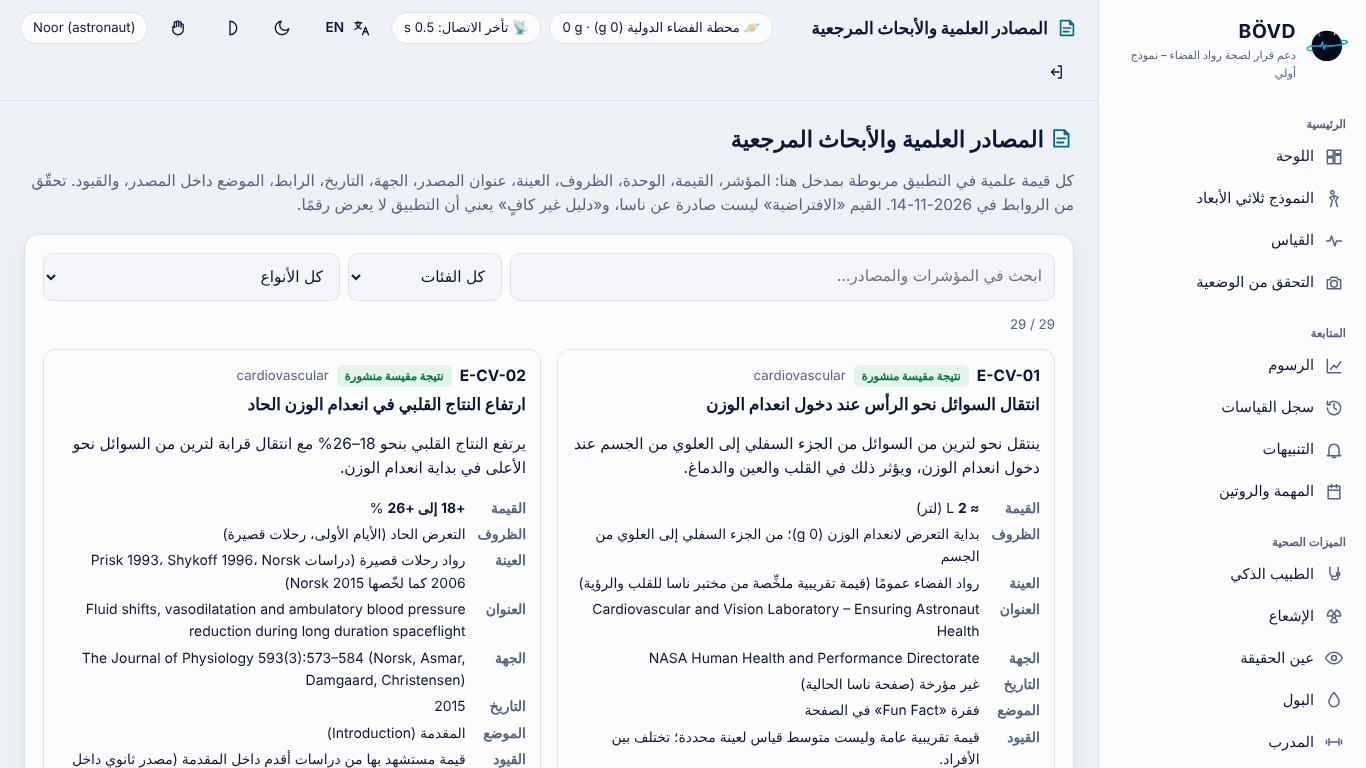 BÖVD
دعم قرار لصحة رواد الفضاء – نموذج
أولي
الرئيسية
اللوحة
النموذج ثلاثي الأبعاد
القياس
التحقق من الوضعية
المتابعة
الرسوم
سجل القياسات
التنبيهات
المهمة والروتين
الميزات الصحية
الطبيب الذكي
الإشعاع
عين الحقيقة
البول
المدرب
المصادر العلمية والأبحاث المرجعية
🪐 محطة الفضاء الدولية (0 g) · 0 g
📡 تأخر الاتصال: 0.5 s
EN
Noor (astronaut)
المصادر العلمية والأبحاث المرجعية
كل قيمة علمية في التطبيق مربوطة بمدخل هنا: المؤشر، القيمة، الوحدة، الظروف، العينة، عنوان المصدر، الجهة، التاريخ، الرابط، الموضع داخل المصدر، والقيود. تحقّق
من الروابط في 2026-11-14. القيم «الافتراضية» ليست صادرة عن ناسا، و«دليل غير كافٍ» يعني أن التطبيق لا يعرض رقمًا.
ابحث في المؤشرات والمصادر...
كل الفئات
كل الأنواع
29 / 29
E-CV-01 نتيجة مقيسة منشورة cardiovascular
انتقال السوائل نحو الرأس عند دخول انعدام الوزن
ينتقل نحو لترين من السوائل من الجزء السفلي إلى العلوي من الجسم عند
دخول انعدام الوزن، ويؤثر ذلك في القلب والعين والدماغ.
القيمة ≈ 2 L (لتر)
الظروف بداية التعرض لانعدام الوزن (0 g)؛ من الجزء السفلي إلى العلوي من
الجسم
العينة رواد الفضاء عمومًا (قيمة تقريبية ملخّصة من مختبر ناسا للقلب والرؤية)
العنوان Cardiovascular and Vision Laboratory – Ensuring Astronaut
Health
الجهة NASA Human Health and Performance Directorate
التاريخ غير مؤرخة (صفحة ناسا الحالية)
الموضع فقرة «Fun Fact» في الصفحة
القيود قيمة تقريبية عامة وليست متوسط قياس لعينة محددة؛ تختلف بين
الأفراد.
E-CV-02 نتيجة مقيسة منشورة cardiovascular
ارتفاع النتاج القلبي في انعدام الوزن الحاد
يرتفع النتاج القلبي بنحو 18–26% مع انتقال قرابة لترين من السوائل نحو
الأعلى في بداية انعدام الوزن.
القيمة +18 إلى +26 %
الظروف التعرض الحاد (الأيام الأولى، رحلات قصيرة)
العينة رواد رحلات قصيرة (دراسات Prisk 1993، Shykoff 1996، Norsk
2006 كما لخّصها Norsk 2015)
العنوان Fluid shifts, vasodilatation and ambulatory blood pressure
reduction during long duration spaceflight
الجهة The Journal of Physiology 593(3):573–584 (Norsk, Asmar,
Damgaard, Christensen)
التاريخ 2015
الموضع المقدمة (Introduction)
القيود قيمة مستشهد بها من دراسات أقدم داخل المقدمة (مصدر ثانوي داخل